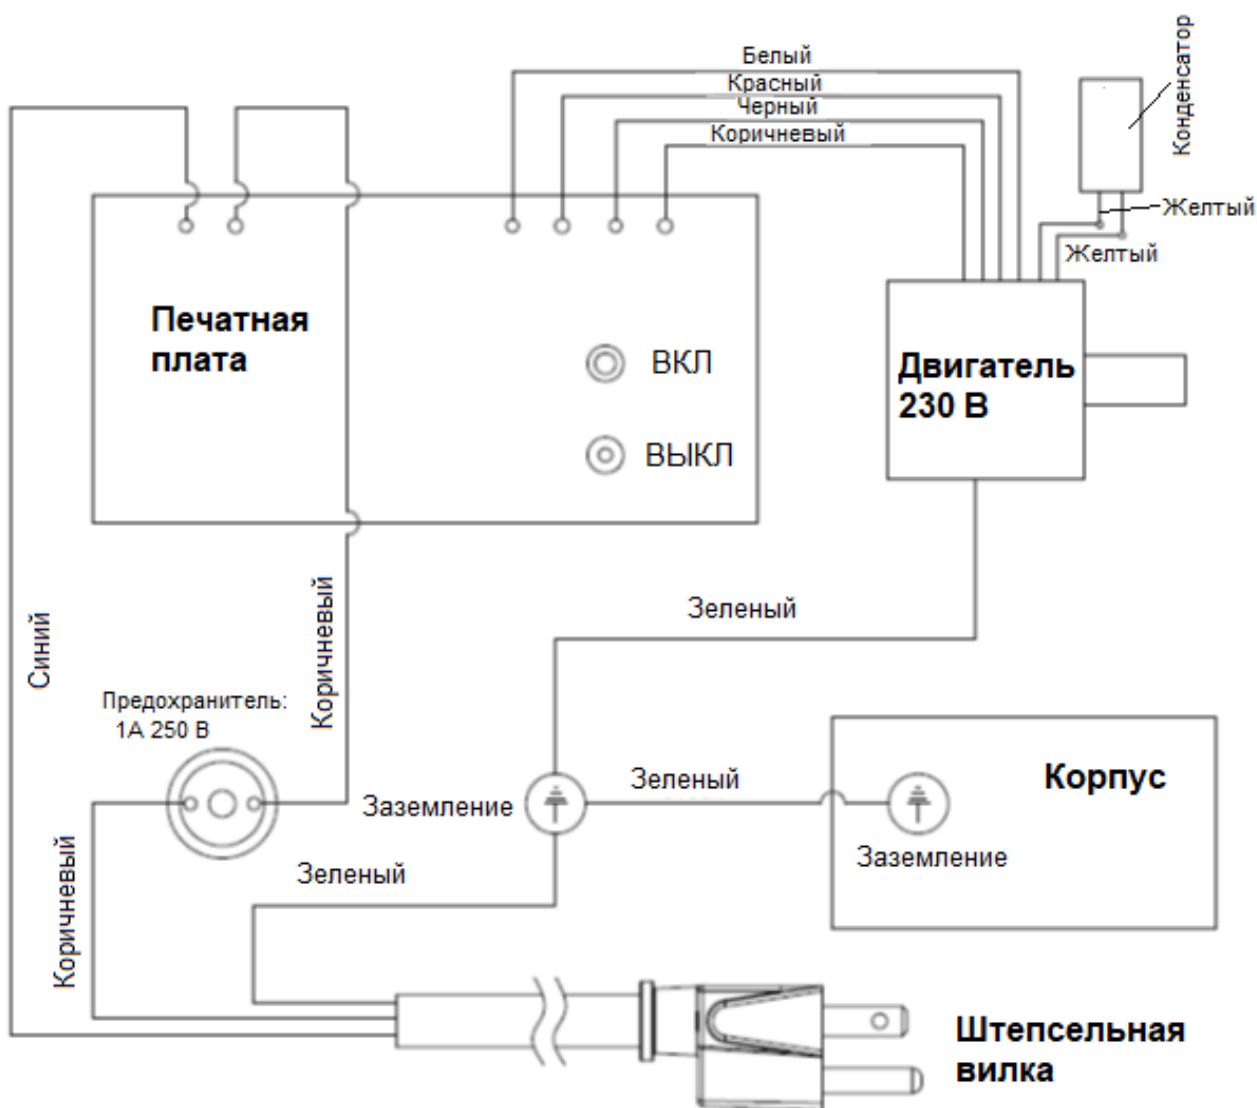 Белый
Красный
Черный
Коричневый
Конденсатор
Желтый
Желтый
Печатная
плата
ВКЛ
ВЫКЛ
Двигатель
230 В
Синий
Коричневый
Зеленый
Предохранитель:
1А 250 В
Заземление
Зеленый
Корпус
Заземление
Коричневый
Зеленый
Штепсельная
вилка